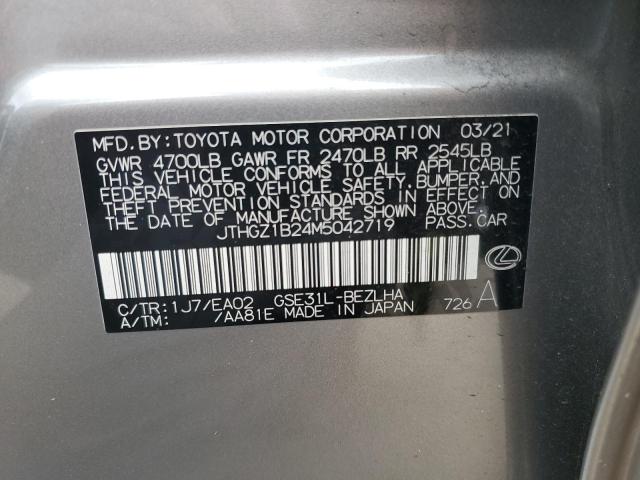 MFD. BY: TOYOTA MOTOR CORPORATION 03/21
GVWR 4700LB GAWR FR 2470LB RR 2545LB
THIS VEHICLE CONFORMS TO ALL APPLICABLE
FEDERAL MOTOR VEHICLE SAFETY, BUMPER, AND
THEFT PREVENTION STANDARDS IN EFFECT ON
THE DATE OF MANUFACTURE SHOWN ABOVE.
JTHGZ1B24M5042719 PASS. CAR
C/TR: 1J7/EA02 GSE31L-BEZLHA
A/TM: /AA81E MADE IN JAPAN 726 A